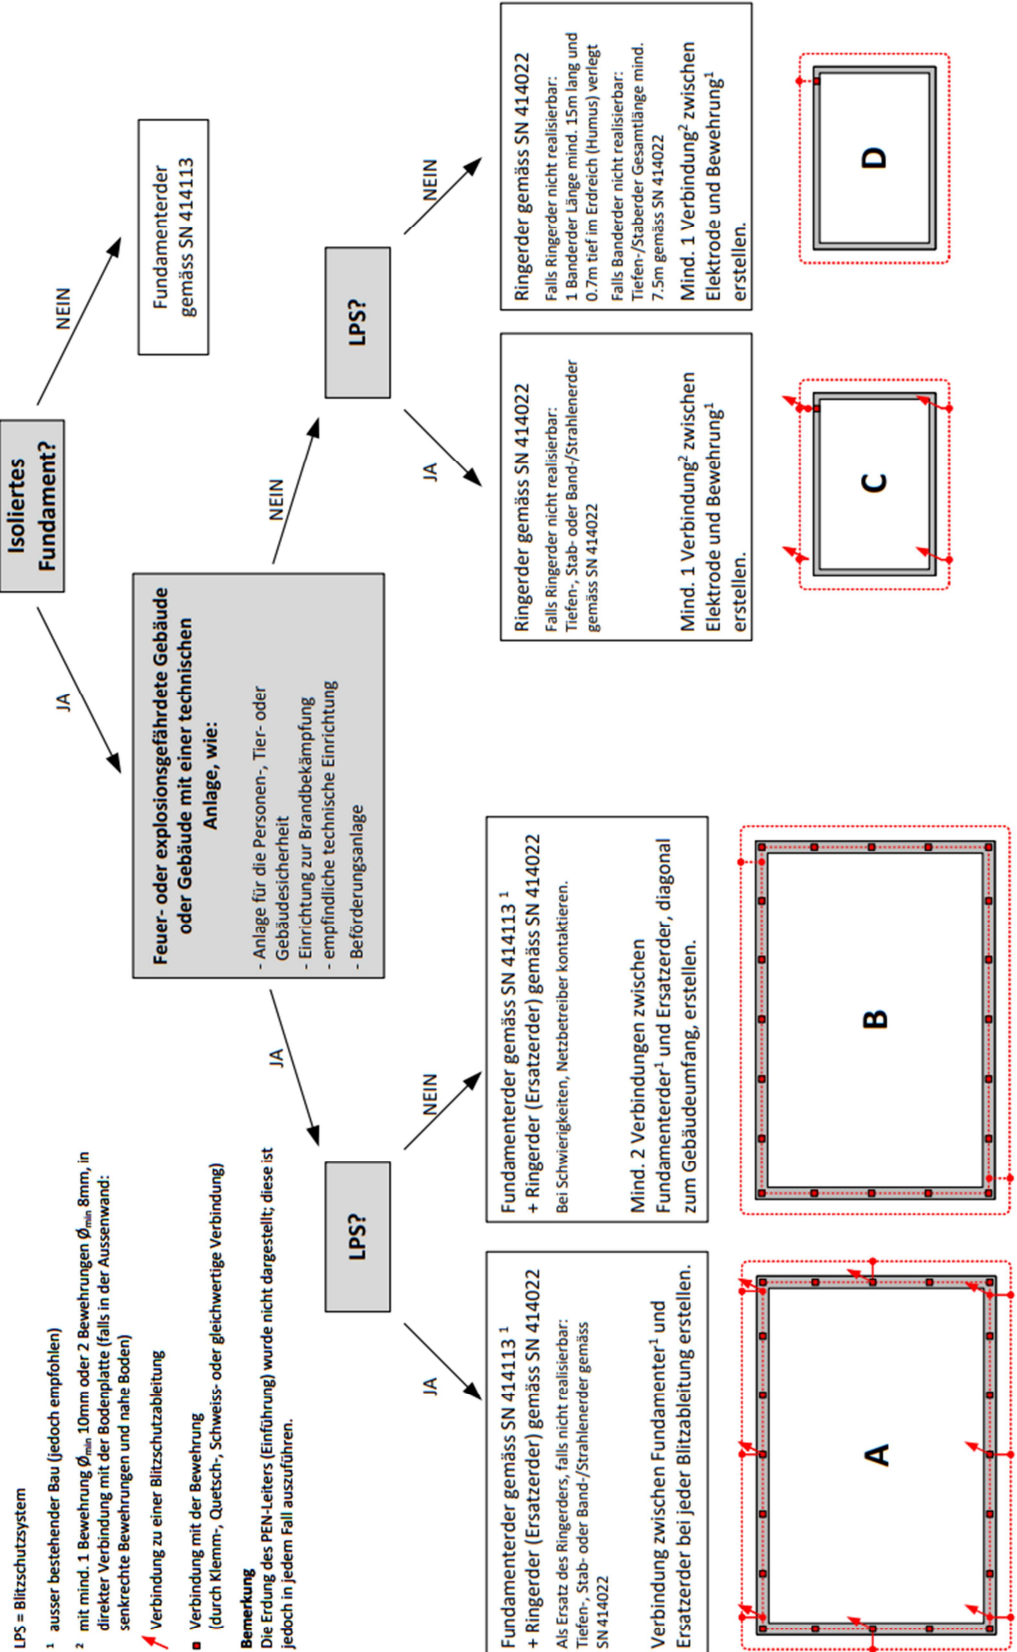 Isoliertes
Fundament?
JA
NEIN
Fundamenterder
gemäss SN 414113
Feuer- oder explosionsgefährdete Gebäude
oder Gebäude mit einer technischen
Anlage, wie:
- Anlage für die Personen-, Tier- oder
Gebäudesicherheit
- Einrichtung zur Brandbekämpfung
- empfindliche technische Einrichtung
- Beförderungsanlage
JA
NEIN
LPS?
JA
NEIN
LPS?
JA
NEIN
LPS = Blitzschutzsystem
1 ausser bestehender Bau (jedoch empfohlen)
2 mit mind. 1 Bewehrung Ømin 10mm oder 2 Bewehrungen Ømin 8mm, in
direkter Verbindung mit der Bodenplatte (falls in der Aussenwand:
senkrechte Bewehrungen und nahe Boden)
Verbindung zu einer Blitzschutzableitung
Verbindung mit der Bewehrung
(durch Klemm-, Quetsch-, Schweiss- oder gleichwertige Verbindung)
Bemerkung
Die Erdung des PEN-Leiters (Einführung) wurde nicht dargestellt; diese ist
jedoch in jedem Fall auszuführen.
Fundamenterder gemäss SN 414113 1
+ Ringerder (Ersatzerder) gemäss SN 414022
Als Ersatz des Ringerders, falls nicht realisierbar:
Tiefen-, Stab- oder Band-/Strahlenerder gemäss
SN 414022
Verbindung zwischen Fundamenter1 und
Ersatzerder bei jeder Blitzableitung erstellen.
A
Fundamenterder gemäss SN 414113 1
+ Ringerder (Ersatzerder) gemäss SN 414022
Bei Schwierigkeiten, Netzbetreiber kontaktieren.
Mind. 2 Verbindungen zwischen
Fundamenterder1 und Ersatzerder, diagonal
zum Gebäudeumfang, erstellen.
B
Ringerder gemäss SN 414022
Falls Ringerder nicht realisierbar:
Tiefen-, Stab- oder Band-/Strahlenerder
gemäss SN 414022
Mind. 1 Verbindung2 zwischen
Elektrode und Bewehrung1
erstellen.
C
Ringerder gemäss SN 414022
Falls Ringerder nicht realisierbar:
1 Banderder Länge mind. 15m lang und
0.7m tief im Erdreich (Humus) verlegt
Falls Banderder nicht realisierbar:
Tiefen-/Staberder Gesamtlänge mind.
7.5m gemäss SN 414022
Mind. 1 Verbindung2 zwischen
Elektrode und Bewehrung1
erstellen.
D